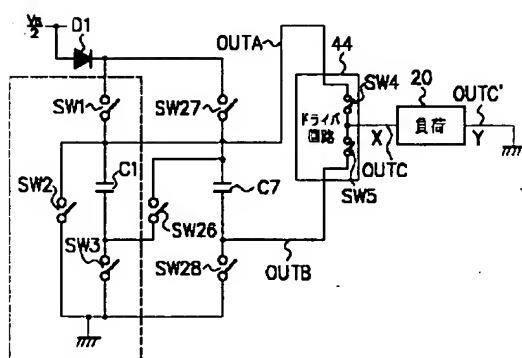 Vs/2
D1
OUTA
44
SW4
20
OUTC'
SW1
SW27
ドライバ
回路
負荷
X
Y
OUTC
SW5
SW2
C1
C7
SW26
SW3
SW28
OUTB